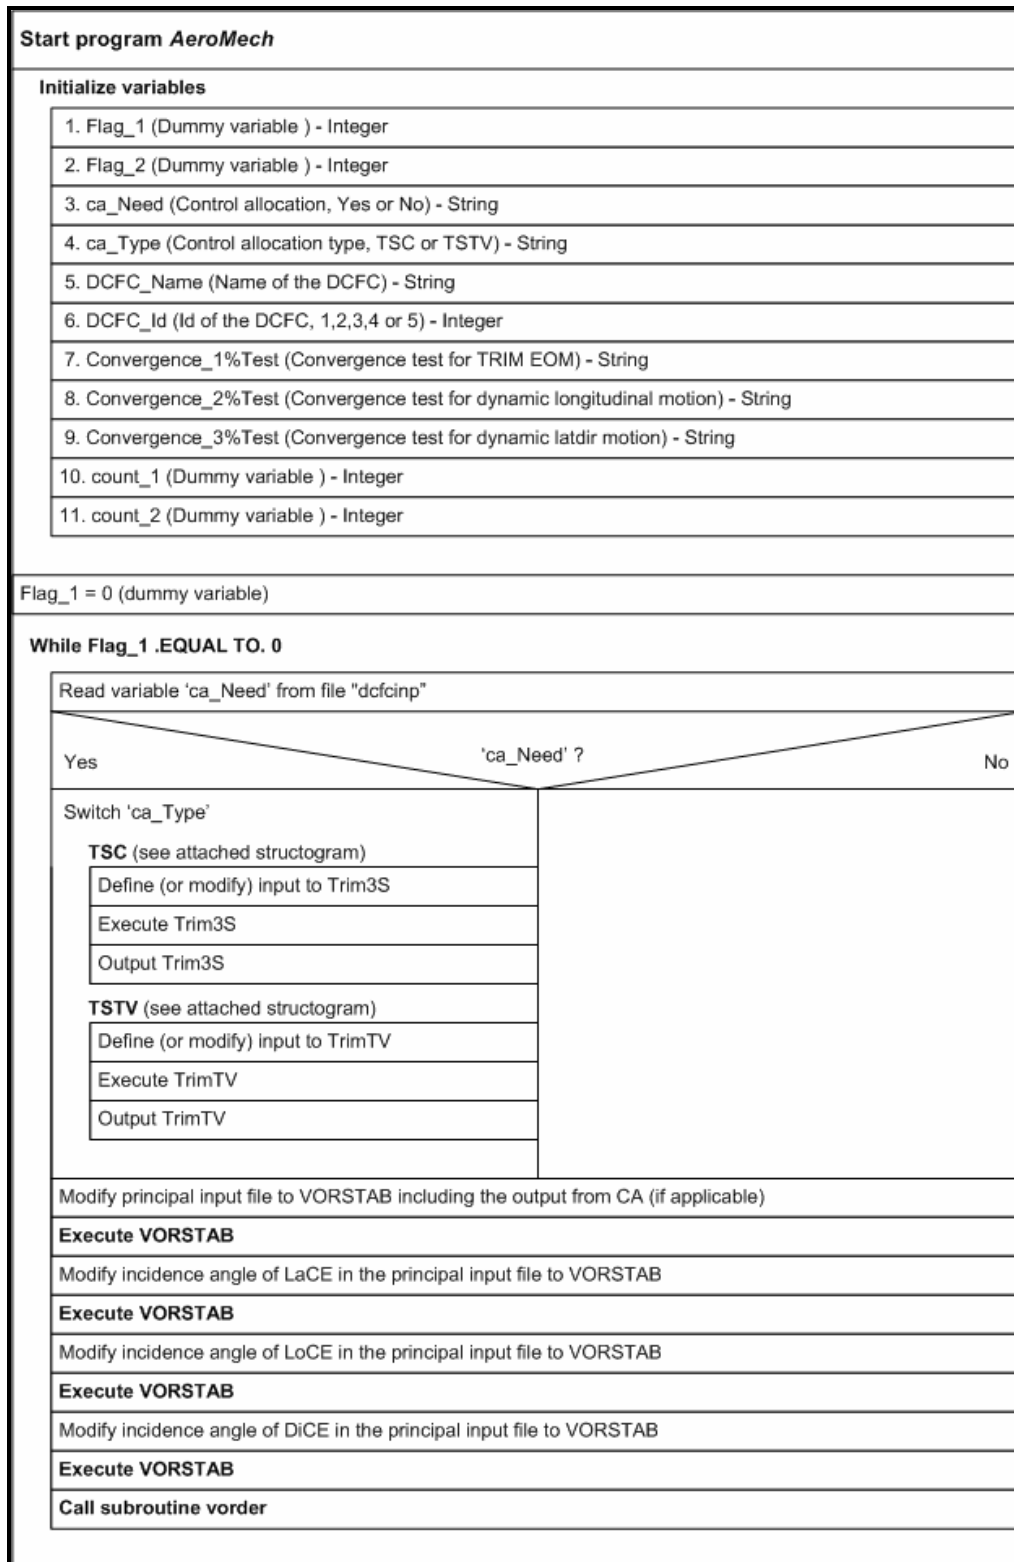 Start program AeroMech
Initialize variables
1. Flag_1 (Dummy variable ) - Integer
2. Flag_2 (Dummy variable ) - Integer
3. ca_Need (Control allocation, Yes or No) - String
4. ca_Type (Control allocation type, TSC or TSTV) - String
5. DCFC_Name (Name of the DCFC) - String
6. DCFC_Id (Id of the DCFC, 1,2,3,4 or 5) - Integer
7. Convergence_1%Test (Convergence test for TRIM EOM) - String
8. Convergence_2%Test (Convergence test for dynamic longitudinal motion) - String
9. Convergence_3%Test (Convergence test for dynamic latdir motion) - String
10. count_1 (Dummy variable ) - Integer
11. count_2 (Dummy variable ) - Integer
Flag_1 = 0 (dummy variable)
While Flag_1 .EQUAL TO. 0
Read variable ‘ca_Need’ from file "dcfcinp”
‘ca_Need’ ?
Yes
No
Switch ‘ca_Type’
TSC (see attached structogram)
Define (or modify) input to Trim3S
Execute Trim3S
Output Trim3S
TSTV (see attached structogram)
Define (or modify) input to TrimTV
Execute TrimTV
Output TrimTV
Modify principal input file to VORSTAB including the output from CA (if applicable)
Execute VORSTAB
Modify incidence angle of LaCE in the principal input file to VORSTAB
Execute VORSTAB
Modify incidence angle of LoCE in the principal input file to VORSTAB
Execute VORSTAB
Modify incidence angle of DiCE in the principal input file to VORSTAB
Execute VORSTAB
Call subroutine vorder